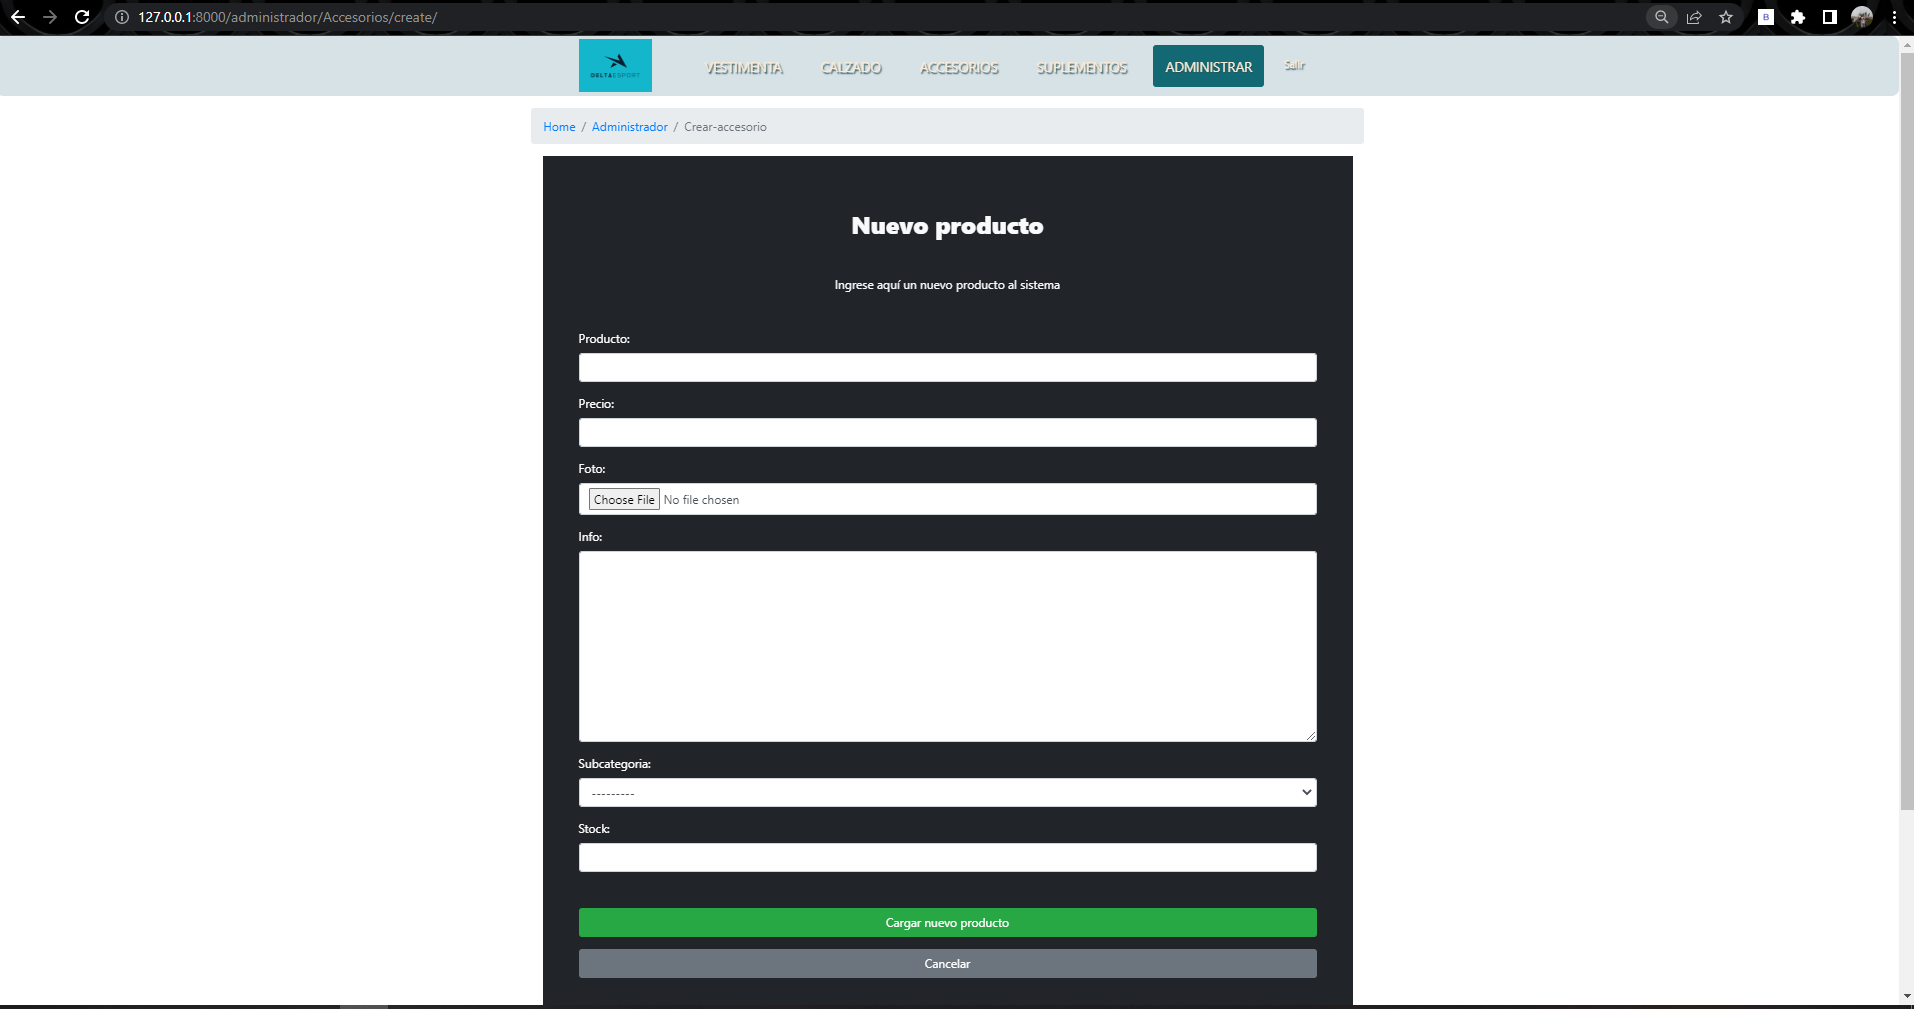 127.0.0.1:8000/administrador/Accesorios/create/
B
DELTAESPORT
VESTIMENTA CALZADO ACCESORIOS SUPLEMENTOS ADMINISTRAR Salir
Home / Administrador / Crear-accesorio
Nuevo producto
Ingrese aquí un nuevo producto al sistema
Producto:
Precio:
Foto:
Choose File No file chosen
Info:
Subcategoria:
---------
Stock:
Cargar nuevo producto
Cancelar